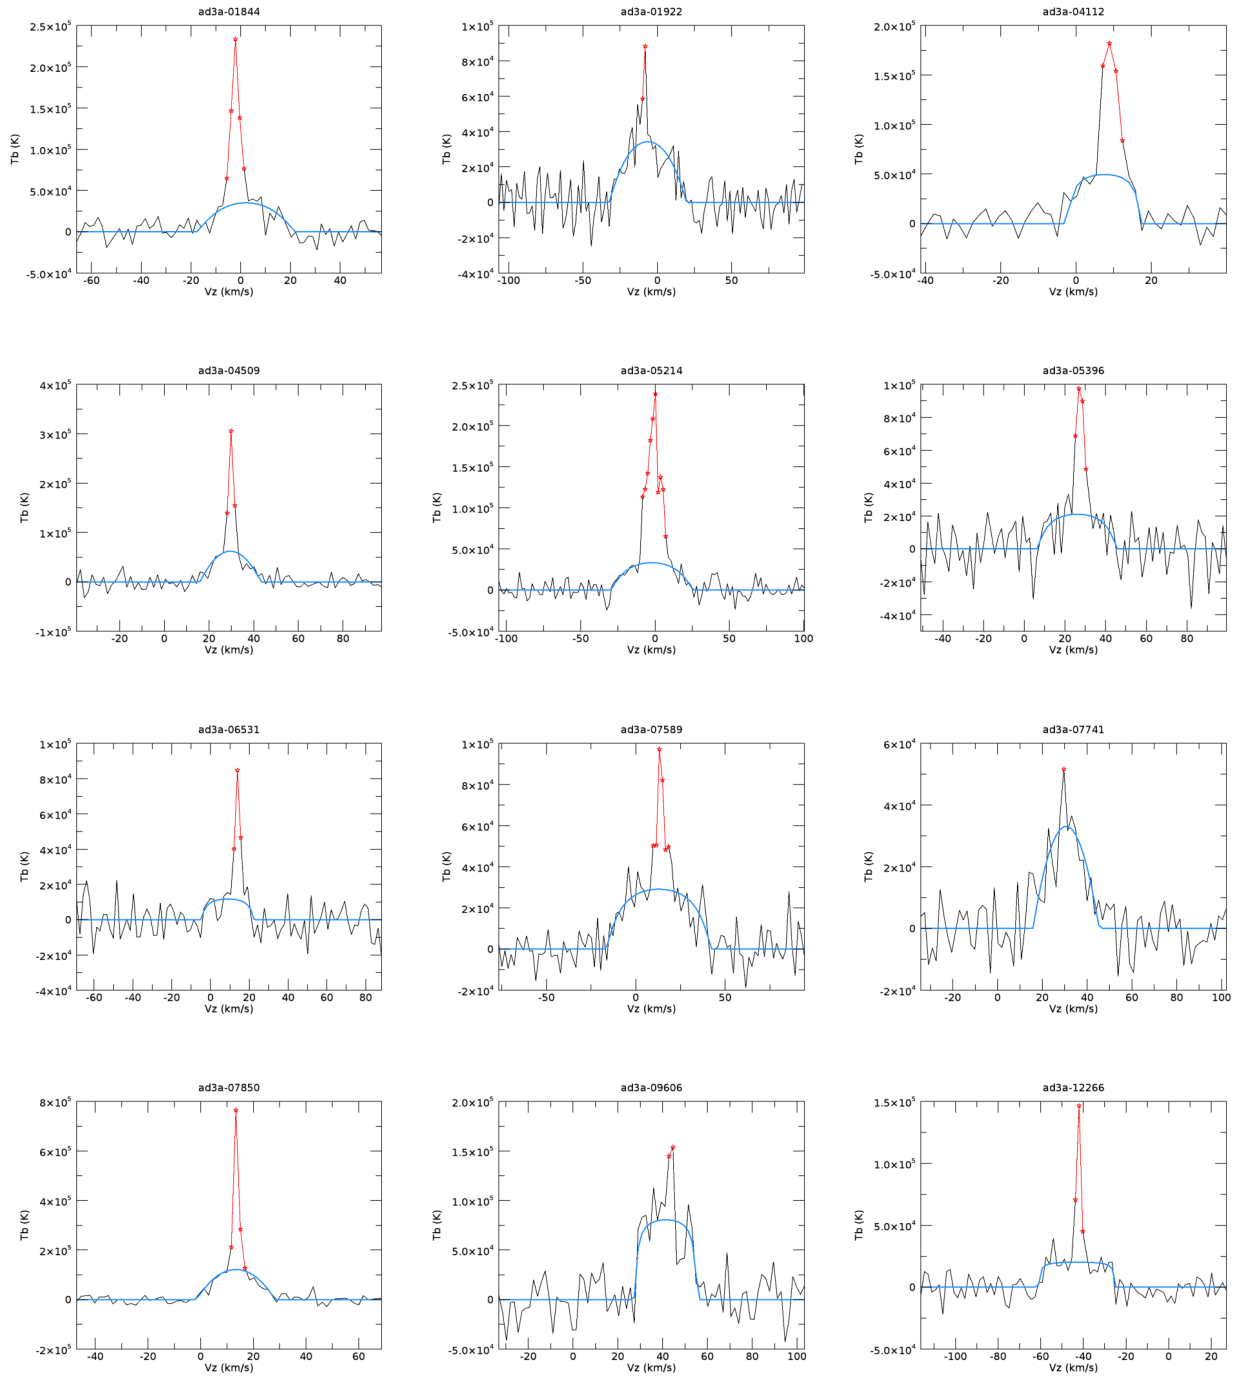 ad3a-01844 ad3a-01922 ad3a-04112
2.5×10⁵ 1×10⁵ 2.0×10⁵
2.0×10⁵ 8×10⁴ 1.5×10⁵
1.5×10⁵ 6×10⁴ 1.0×10⁵
1.0×10⁵ 4×10⁴ 5.0×10⁴
5.0×10⁴ 2×10⁴ 0
0 0 -5.0×10⁴
-5.0×10⁴ -2×10⁴
-4×10⁴
Tb (K) Tb (K) Tb (K)
-60 -40 -20 0 20 40 -100 -50 0 50 100 -40 -20 0 20
Vz (km/s) Vz (km/s) Vz (km/s)
ad3a-04509 ad3a-05214 ad3a-05396
4×10⁵ 2.5×10⁵ 1×10⁵
3×10⁵ 2.0×10⁵ 8×10⁴
2×10⁵ 1.5×10⁵ 6×10⁴
1×10⁵ 1.0×10⁵ 4×10⁴
0 5.0×10⁴ 2×10⁴
-1×10⁵ 0 0
-5.0×10⁴ -2×10⁴
-4×10⁴
Tb (K) Tb (K) Tb (K)
-20 0 20 40 60 80 -100 -50 0 50 100 -40 -20 0 20 40 60 80
Vz (km/s) Vz (km/s) Vz (km/s)
ad3a-06531 ad3a-07589 ad3a-07741
1×10⁵ 1×10⁵ 6×10⁴
8×10⁴ 8×10⁴ 4×10⁴
6×10⁴ 6×10⁴ 2×10⁴
4×10⁴ 4×10⁴ 0
2×10⁴ 2×10⁴ -2×10⁴
0 0
-2×10⁴ -2×10⁴
-4×10⁴
Tb (K) Tb (K) Tb (K)
-60 -40 -20 0 20 40 60 80 -50 0 50 -20 0 20 40 60 80 100
Vz (km/s) Vz (km/s) Vz (km/s)
ad3a-07850 ad3a-09606 ad3a-12266
8×10⁵ 2.0×10⁵ 1.5×10⁵
6×10⁵ 1.5×10⁵ 1.0×10⁵
4×10⁵ 1.0×10⁵ 5.0×10⁴
2×10⁵ 5.0×10⁴ 0
0 0 -5.0×10⁴
-2×10⁵ -5.0×10⁴
Tb (K) Tb (K) Tb (K)
-40 -20 0 20 40 60 -20 0 20 40 60 80 100 -100 -80 -60 -40 -20 0 20
Vz (km/s) Vz (km/s) Vz (km/s)